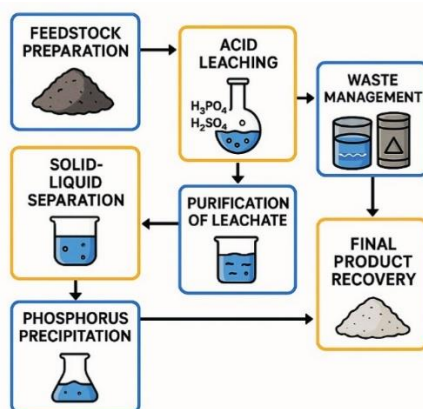 FEEDSTOCK
PREPARATION
ACID
LEACHING
H₃PO₄
H₂SO₄
WASTE
MANAGEMENT
SOLID-
LIQUID
SEPARATION
PURIFICATION
OF LEACHATE
FINAL
PRODUCT
RECOVERY
PHOSPHORUS
PRECIPITATION